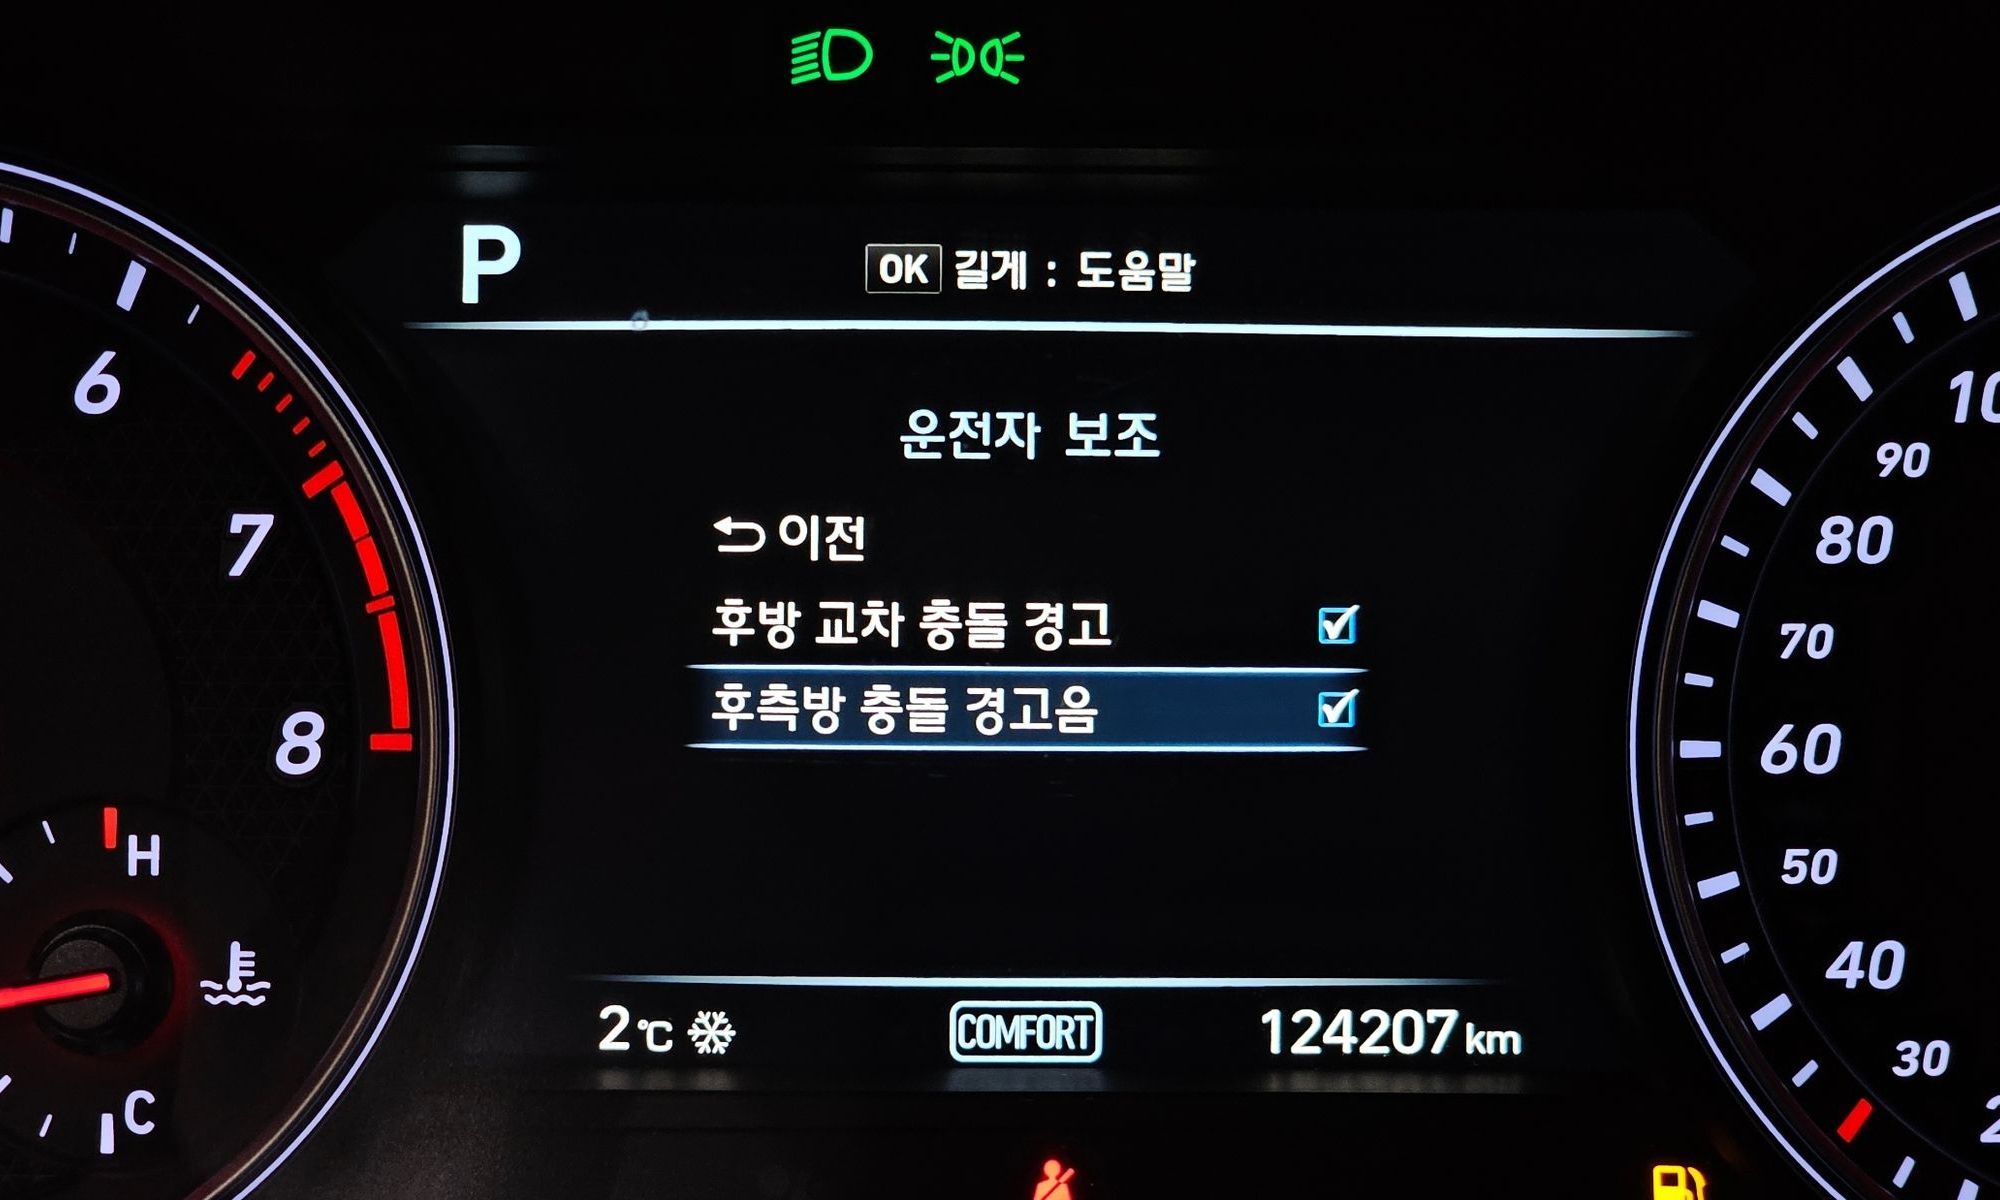 P
OK 길게 : 도움말
운전자 보조
이전
후방 교차 충돌 경고
후측방 충돌 경고음
2℃
COMFORT
124207 km
6
7
8
H
C
10
90
80
70
60
50
40
30
2